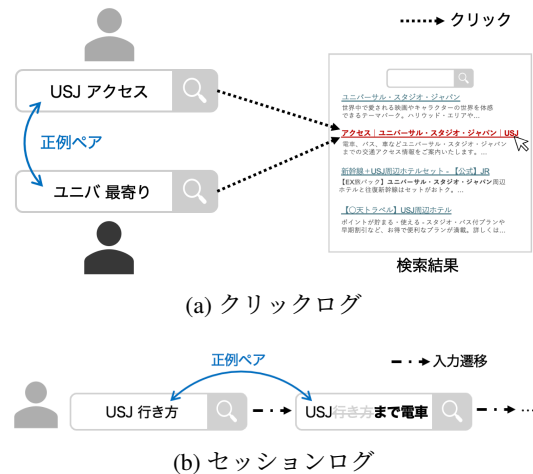 クリック
USJ アクセス
正例ペア
ユニバ 最寄り
ユニバーサル・スタジオ・ジャパン
世界中で愛される映画やキャラクターの世界を体感
できるテーマパーク。ハリウッド・エリアや...
アクセス｜ユニバーサル・スタジオ・ジャパン｜USJ
電車、バス、車などユニバーサル・スタジオ・ジャパン
までの交通アクセス情報をご案内いたします。...
新幹線＋USJ周辺ホテルセット - 【公式】JR
【EX旅パック】ユニバーサル・スタジオ・ジャパン周辺
ホテルと往復新幹線はセットがおトク。...
【〇天トラベル】USJ周辺ホテル
ポイントが貯まる・使える - スタジオ・パス付プランや
早期割引など、お得で便利なプランが満載。詳しくは...
検索結果
(a) クリックログ
正例ペア
入力遷移
USJ 行き方
USJ行き方まで電車
...
(b) セッションログ